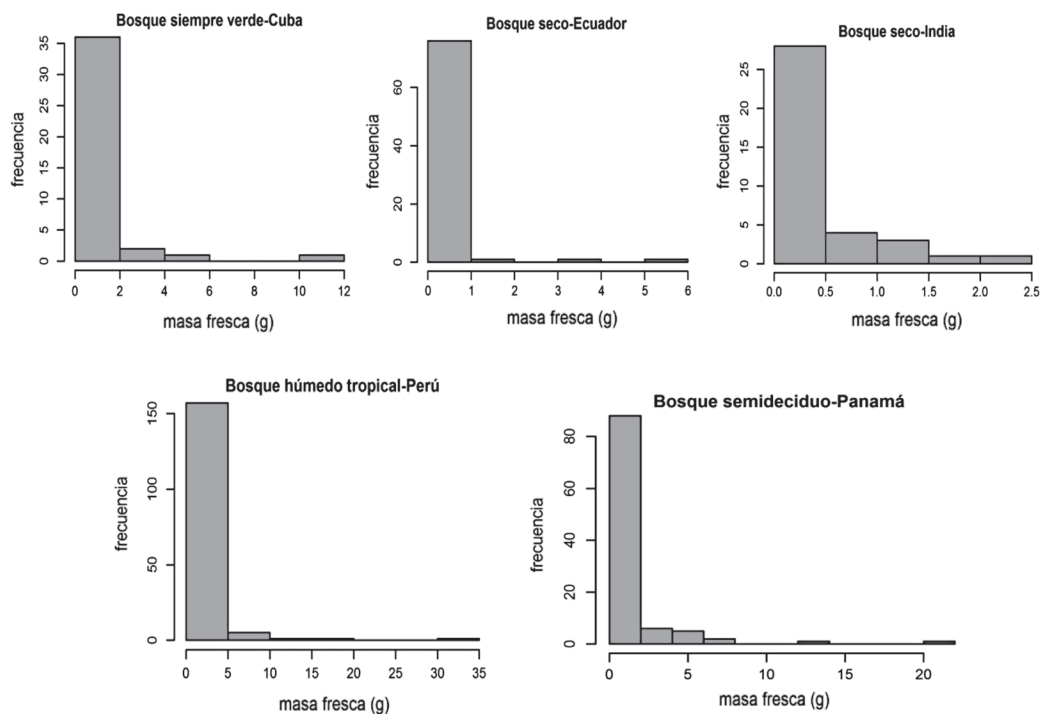 Bosque siempre verde-Cuba
frecuencia
35
30
25
20
15
10
5
0
0 2 4 6 8 10 12
masa fresca (g)
Bosque seco-Ecuador
frecuencia
60
40
20
0
0 1 2 3 4 5 6
masa fresca (g)
Bosque seco-India
frecuencia
25
20
15
10
5
0
0.0 0.5 1.0 1.5 2.0 2.5
masa fresca (g)
Bosque húmedo tropical-Perú
frecuencia
150
100
50
0
0 5 10 15 20 25 30 35
masa fresca (g)
Bosque semideciduo-Panamá
frecuencia
80
60
40
20
0
0 5 10 15 20
masa fresca (g)